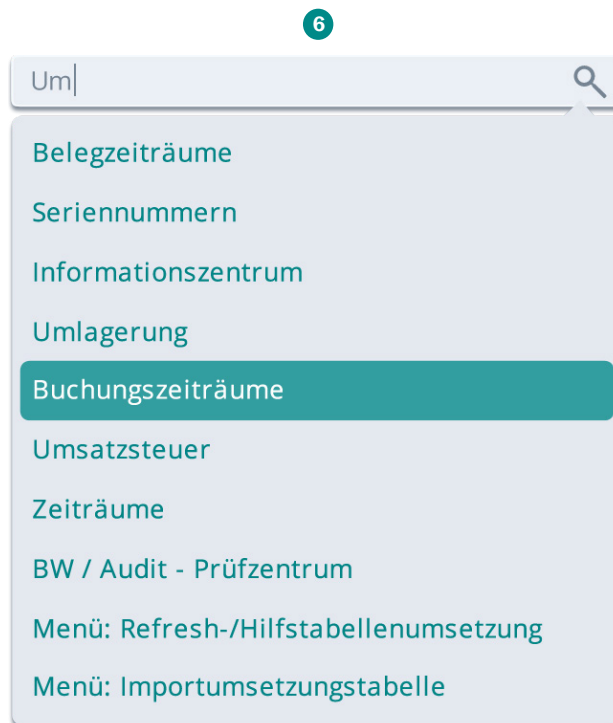 6
Um
Belegzeiträume
Seriennummern
Informationszentrum
Umlagerung
Buchungszeiträume
Umsatzsteuer
Zeiträume
BW / Audit - Prüfzentrum
Menü: Refresh-/Hilfstabellenumsetzung
Menü: Importumsetzungstabelle